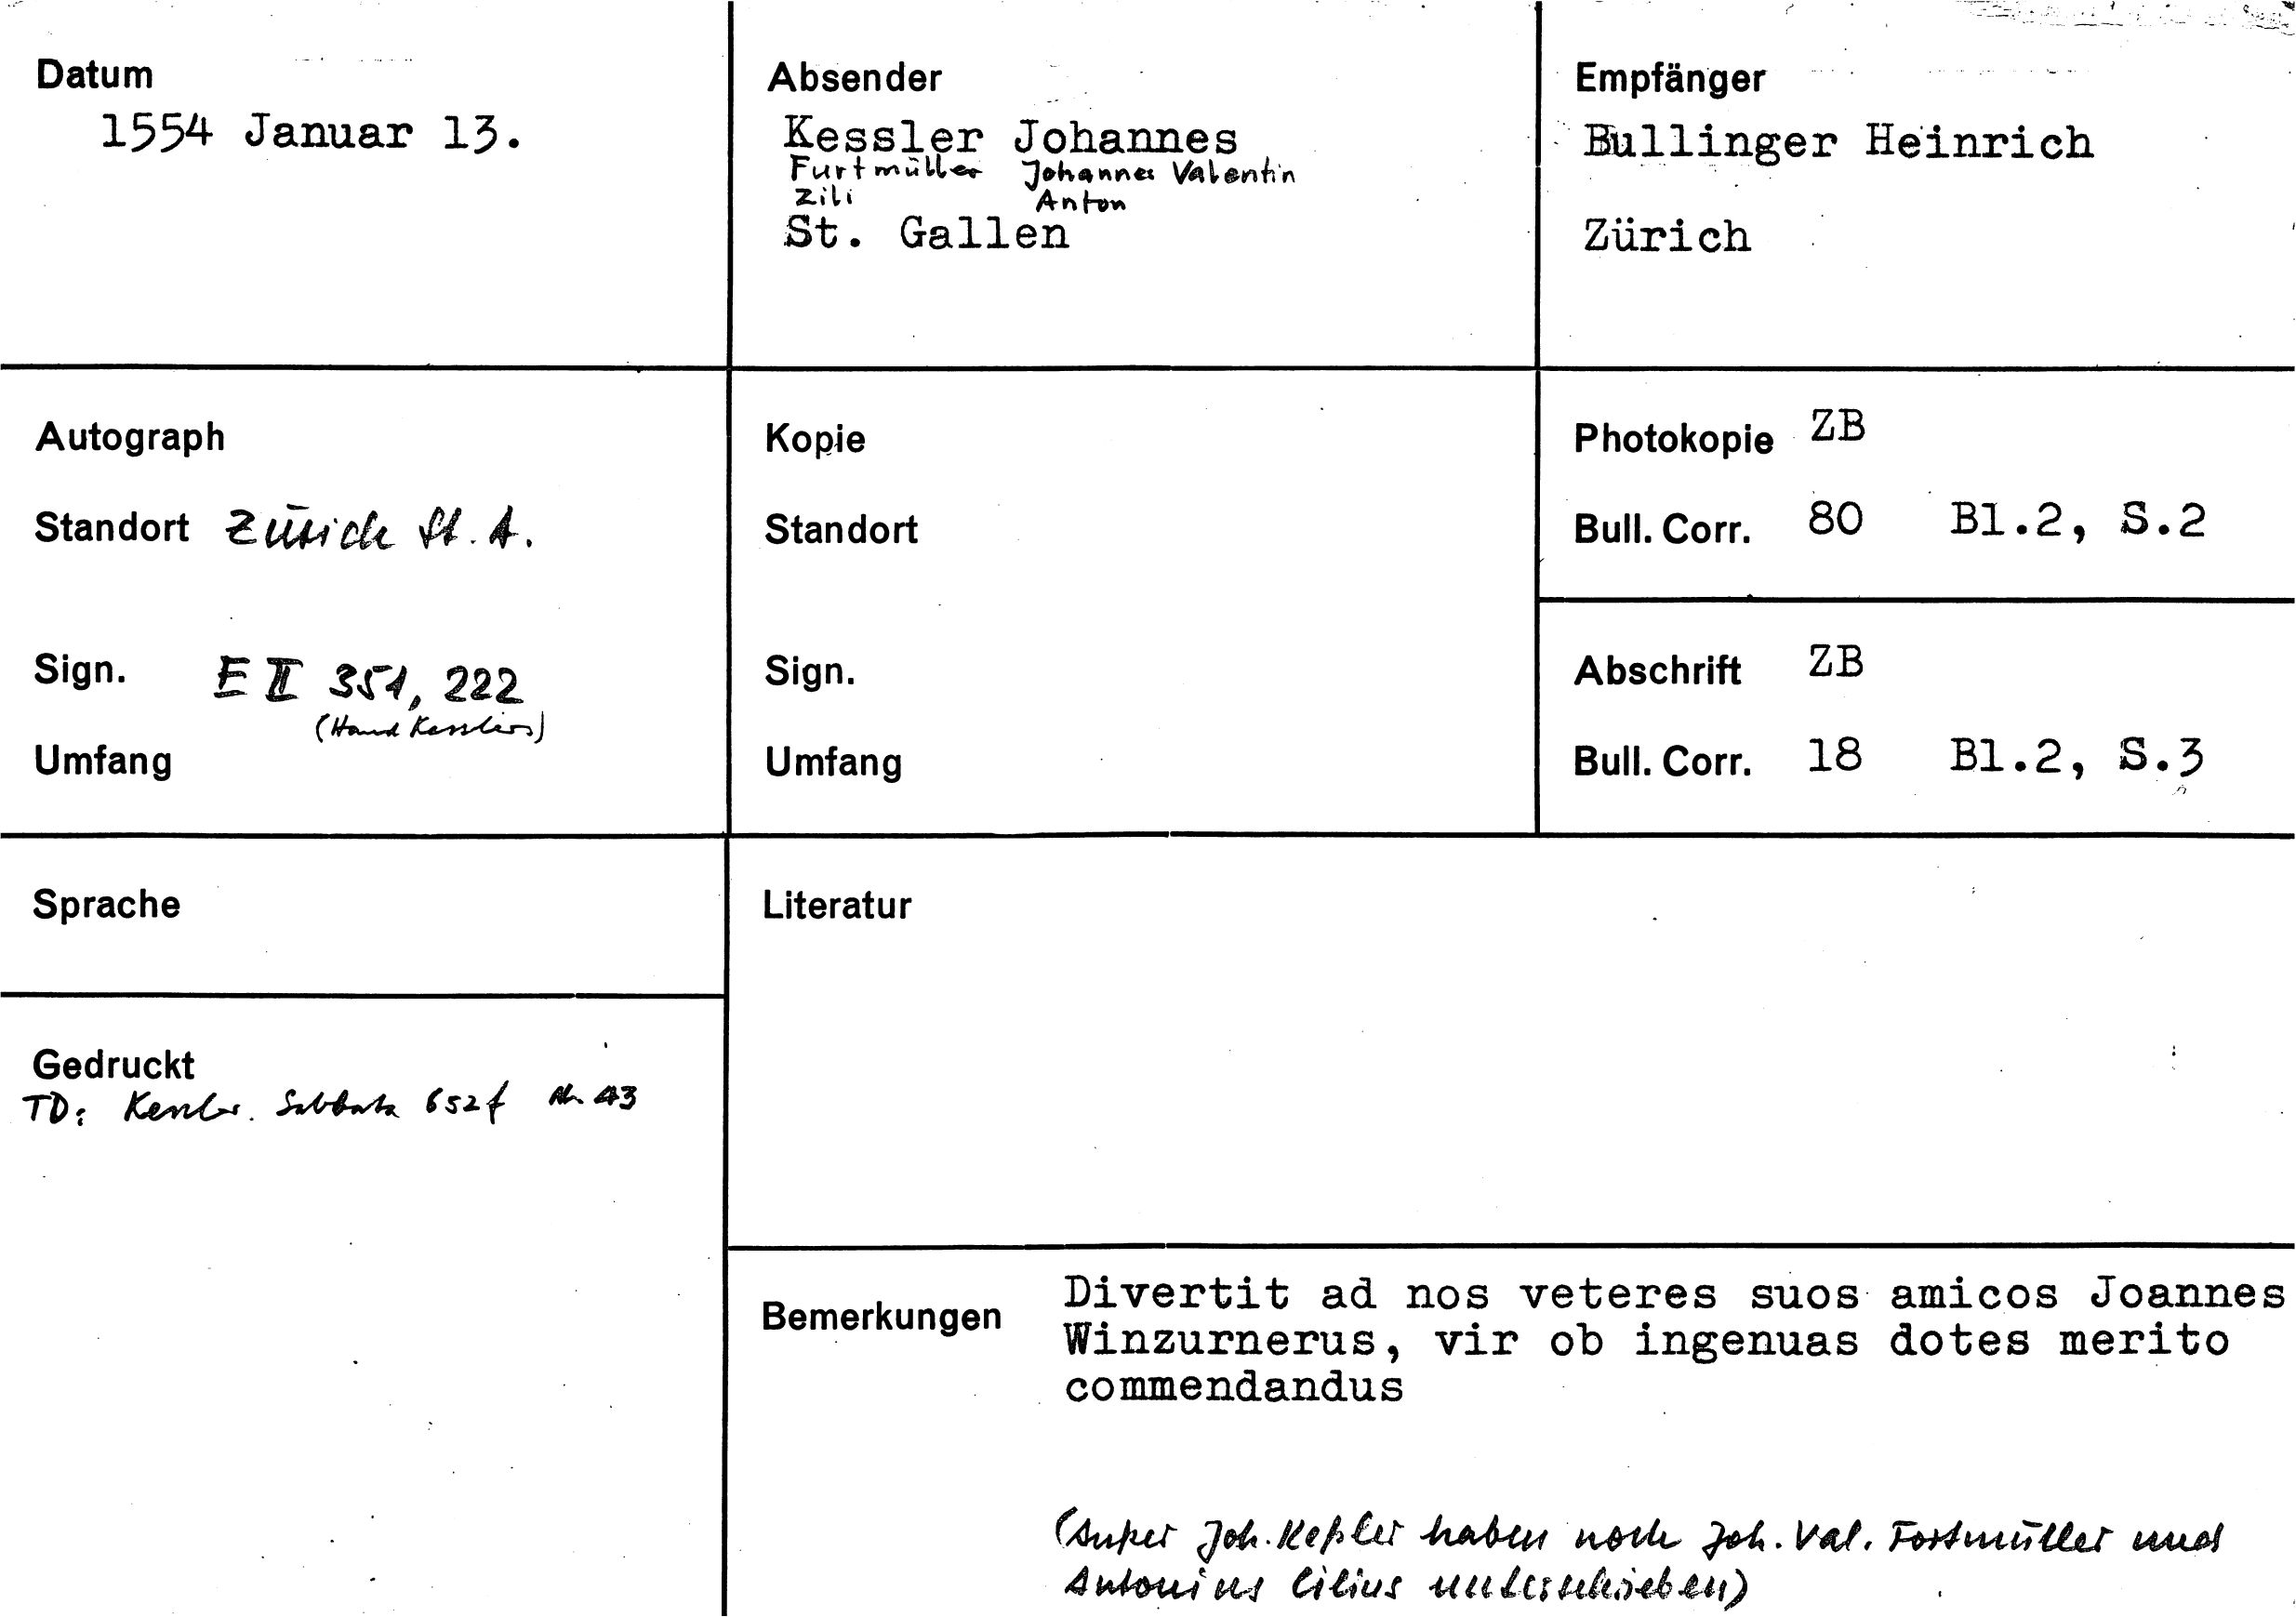 Datum
1554 Januar 13.
Absender
Kessler Johannes
Furtmüller Johannes Valentin
Zili Anton
St. Gallen
Empfänger
Bullinger Heinrich
Zürich
Autograph
Standort Zürich St. A.
Sign. E II 351, 222
(Hand Kesslers)
Umfang
Kopie
Standort
Sign.
Umfang
Photokopie ZB
Bull. Corr. 80 Bl.2, S.2
Abschrift ZB
Bull. Corr. 18 Bl.2, S.3
Sprache
Literatur
Gedruckt
TD: Kessler. Sabbata 652f Nr. 43
Bemerkungen
Divertit ad nos veteres suos amicos Joannes
Winzurnerus, vir ob ingenuas dotes merito
commendandus
(Außer Joh. Keßler haben noch Joh. Val. Fortmüller und
Antonius Cilius unterschrieben)